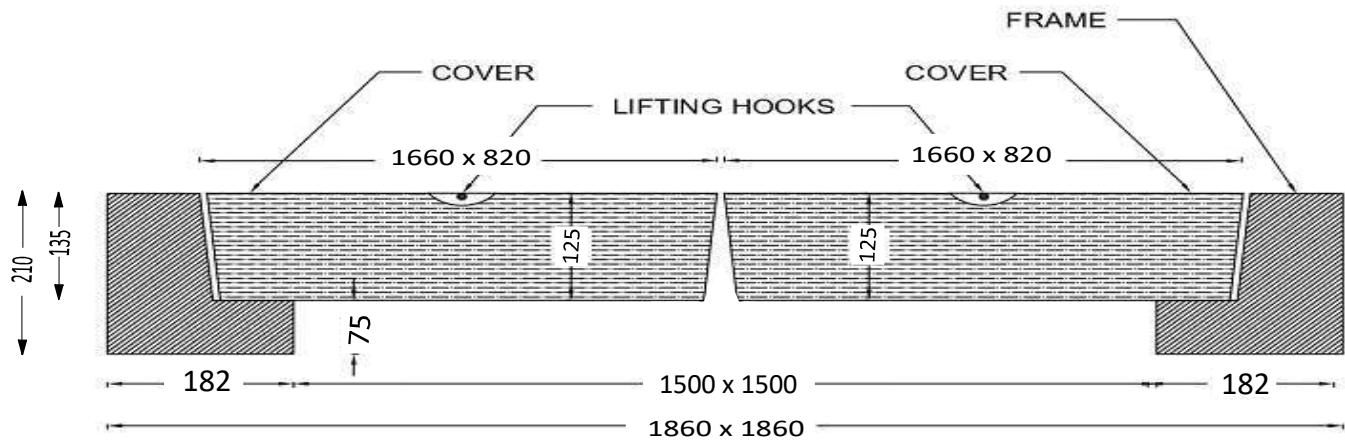 FRAME
COVER
COVER
LIFTING HOOKS
1660 x 820
1660 x 820
210
135
125
125
75
182
1500 x 1500
182
1860 x 1860